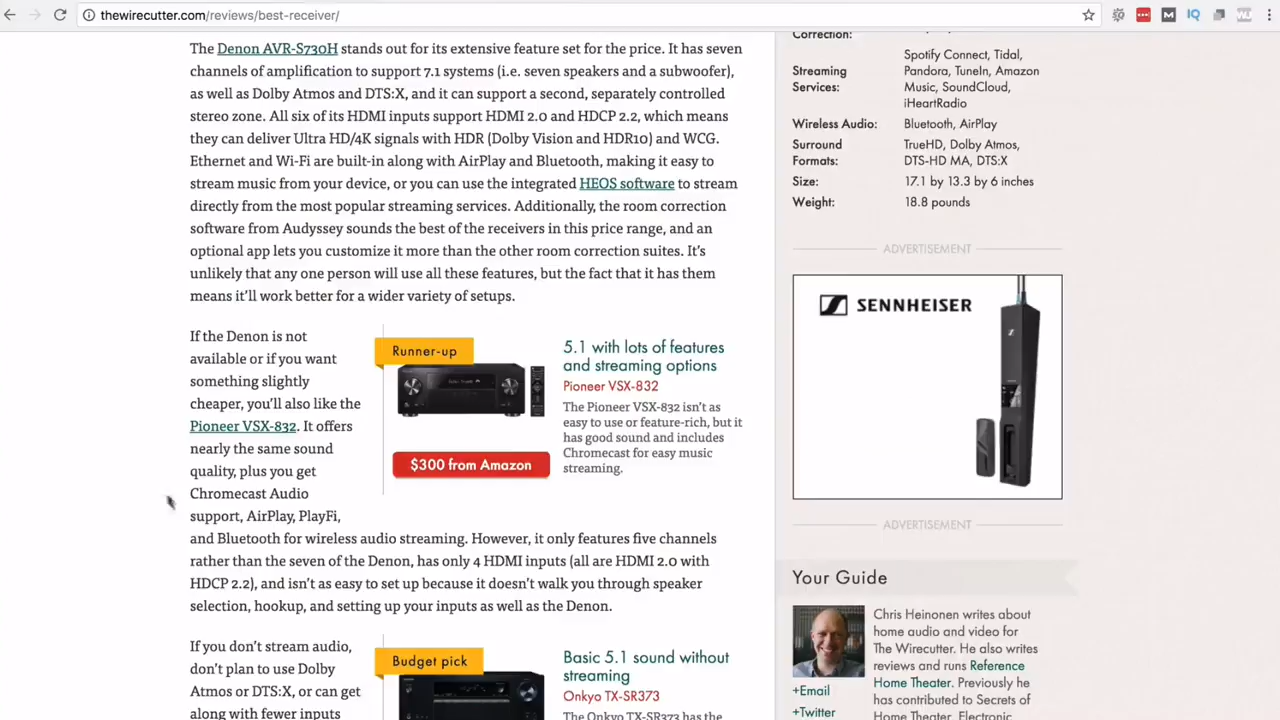 thewirecutter.com/reviews/best-receiver/
The Denon AVR-S730H stands out for its extensive feature set for the price. It has seven
channels of amplification to support 7.1 systems (i.e. seven speakers and a subwoofer),
as well as Dolby Atmos and DTS:X, and it can support a second, separately controlled
stereo zone. All six of its HDMI inputs support HDMI 2.0 and HDCP 2.2, which means
they can deliver Ultra HD/4K signals with HDR (Dolby Vision and HDR10) and WCG.
Ethernet and Wi-Fi are built-in along with AirPlay and Bluetooth, making it easy to
stream music from your device, or you can use the integrated HEOS software to stream
directly from the most popular streaming services. Additionally, the room correction
software from Audyssey sounds the best of the receivers in this price range, and an
optional app lets you customize it more than the other room correction suites. It’s
unlikely that any one person will use all these features, but the fact that it has them
means it’ll work better for a wider variety of setups.
If the Denon is not
available or if you want
something slightly
cheaper, you’ll also like the
Pioneer VSX-832. It offers
nearly the same sound
quality, plus you get
Chromecast Audio
support, AirPlay, PlayFi,
and Bluetooth for wireless audio streaming. However, it only features five channels
rather than the seven of the Denon, has only 4 HDMI inputs (all are HDMI 2.0 with
HDCP 2.2), and isn’t as easy to set up because it doesn’t walk you through speaker
selection, hookup, and setting up your inputs as well as the Denon.
Runner-up
$300 from Amazon
5.1 with lots of features
and streaming options
Pioneer VSX-832
The Pioneer VSX-832 isn’t as
easy to use or feature-rich, but it
has good sound and includes
Chromecast for easy music
streaming.
If you don’t stream audio,
don’t plan to use Dolby
Atmos or DTS:X, or can get
along with fewer inputs
Budget pick
Basic 5.1 sound without
streaming
Onkyo TX-SR373
The Onkyo TX-SR373 has the
Correction:
Streaming
Services:
Spotify Connect, Tidal,
Pandora, TuneIn, Amazon
Music, SoundCloud,
iHeartRadio
Wireless Audio: Bluetooth, AirPlay
Surround
Formats:
TrueHD, Dolby Atmos,
DTS-HD MA, DTS:X
Size: 17.1 by 13.3 by 6 inches
Weight: 18.8 pounds
ADVERTISEMENT
SENNHEISER
ADVERTISEMENT
Your Guide
Chris Heinonen writes about
home audio and video for
The Wirecutter. He also writes
reviews and runs Reference
Home Theater. Previously he
has contributed to Secrets of
Home Theater, Electronic
+Email
+Twitter